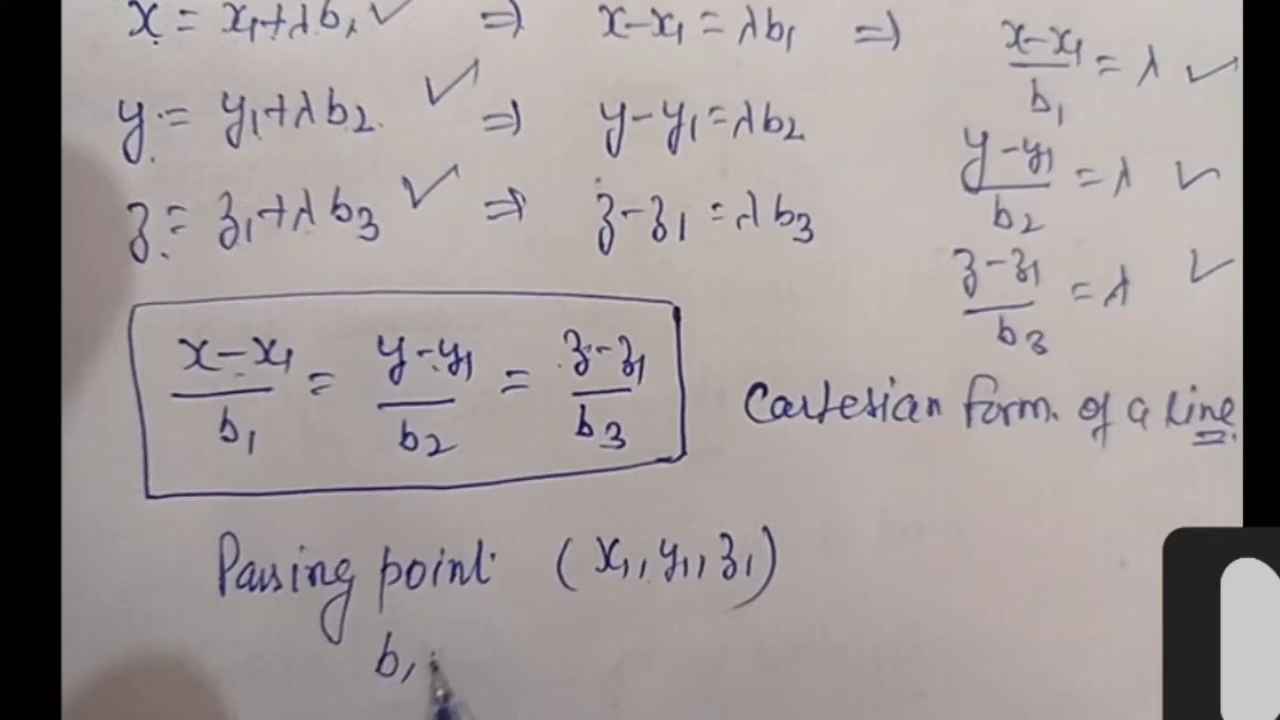 x = x₁+λb₁ ✓ ⇒ x-x₁ = λb₁ ⇒ (x-x₁)/b₁ = λ ✓
y = y₁+λb₂ ✓ ⇒ y-y₁ = λb₂ (y-y₁)/b₂ = λ ✓
z = z₁+λb₃ ✓ ⇒ z-z₁ = λb₃ (z-z₁)/b₃ = λ ✓
(x-x₁)/b₁ = (y-y₁)/b₂ = (z-z₁)/b₃
Cartesian form. of a line
Passing point (x₁, y₁, z₁)
b₁